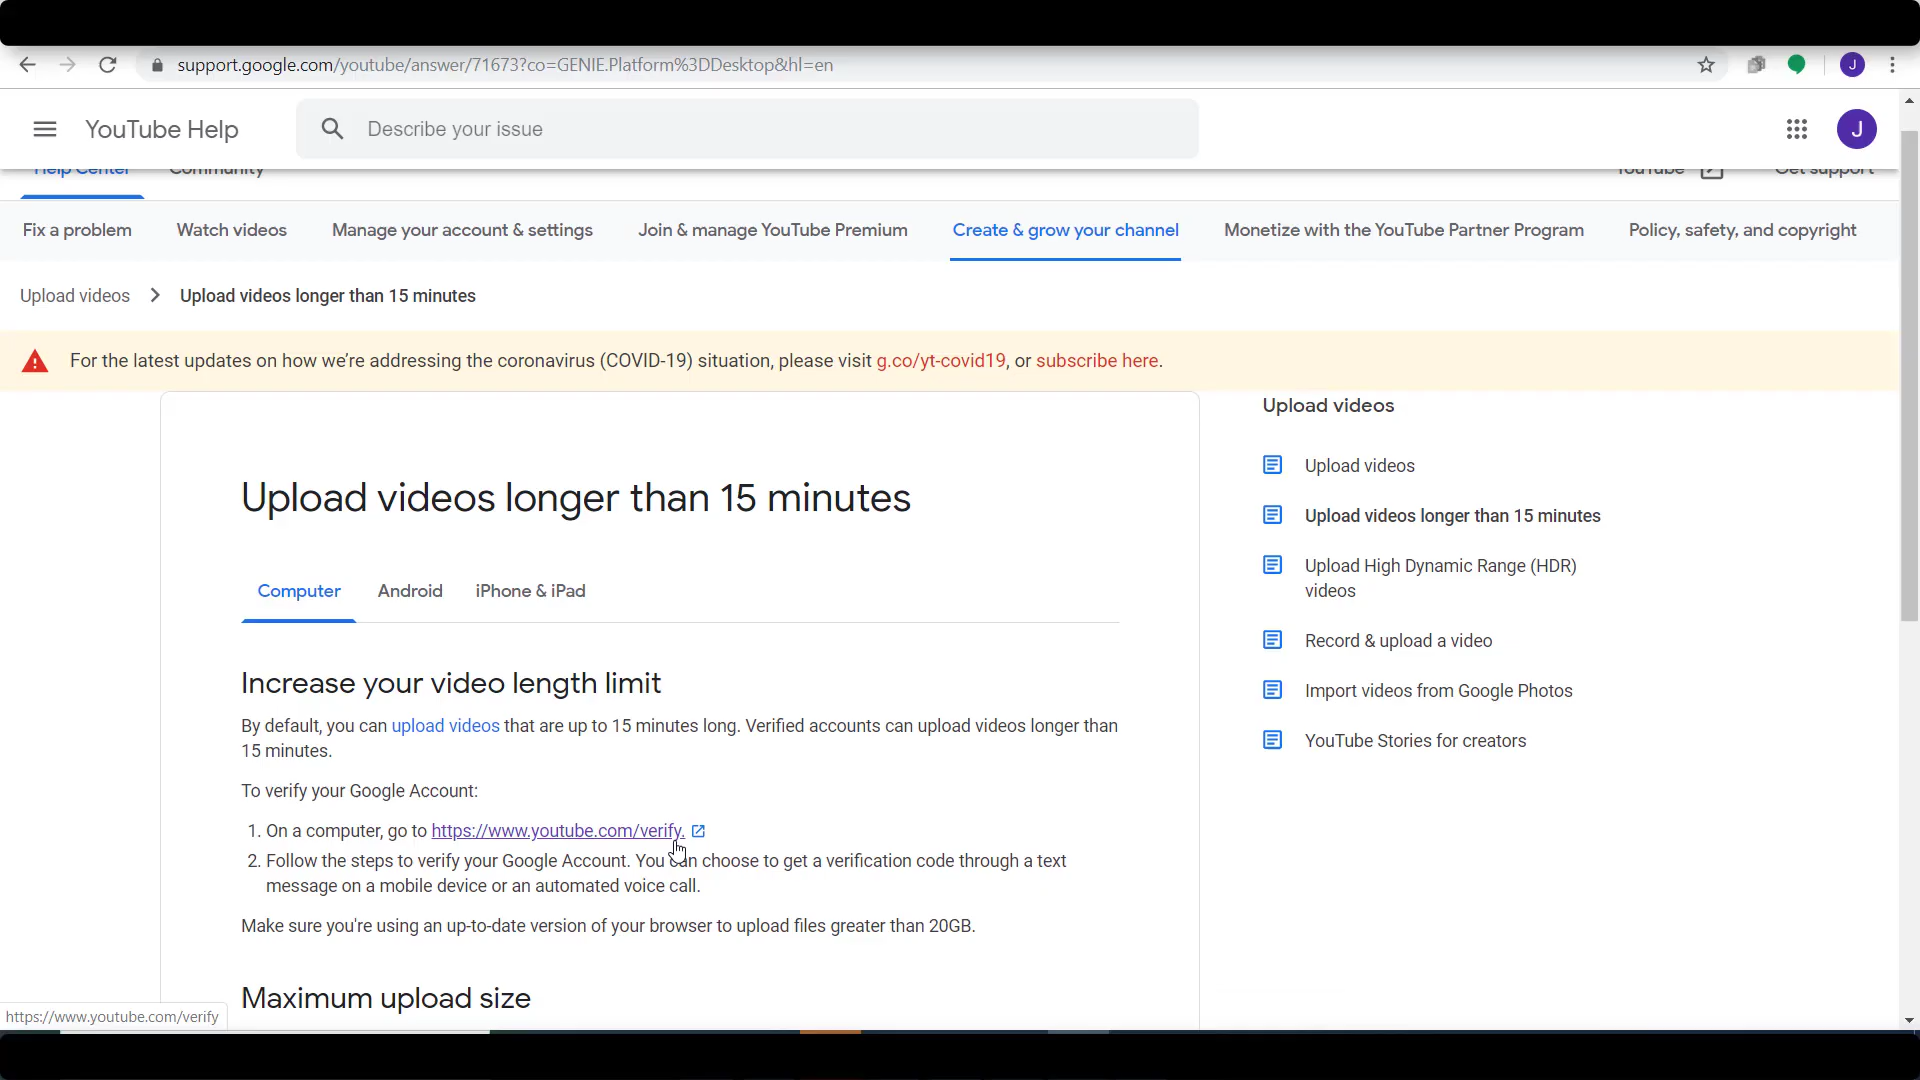 support.google.com/youtube/answer/71673?co=GENIE.Platform%3DDesktop&hl=en
J
YouTube Help
Describe your issue
J
Help Center
Community
YouTube
Get support
Fix a problem
Watch videos
Manage your account & settings
Join & manage YouTube Premium
Create & grow your channel
Monetize with the YouTube Partner Program
Policy, safety, and copyright
Upload videos
Upload videos longer than 15 minutes
For the latest updates on how we’re addressing the coronavirus (COVID-19) situation, please visit g.co/yt-covid19, or subscribe here.
Upload videos longer than 15 minutes
Computer
Android
iPhone & iPad
Increase your video length limit
By default, you can upload videos that are up to 15 minutes long. Verified accounts can upload videos longer than
15 minutes.
To verify your Google Account:
1. On a computer, go to https://www.youtube.com/verify.
2. Follow the steps to verify your Google Account. You can choose to get a verification code through a text
message on a mobile device or an automated voice call.
Make sure you're using an up-to-date version of your browser to upload files greater than 20GB.
Maximum upload size
Upload videos
Upload videos
Upload videos longer than 15 minutes
Upload High Dynamic Range (HDR)
videos
Record & upload a video
Import videos from Google Photos
YouTube Stories for creators
https://www.youtube.com/verify